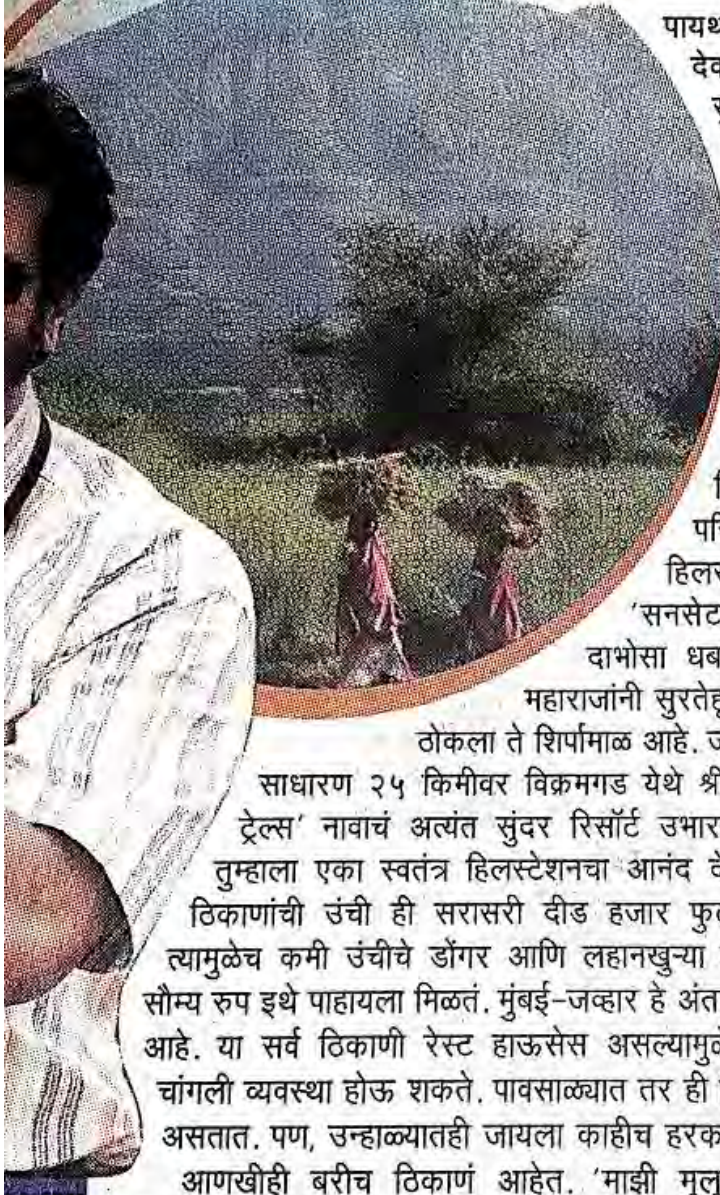 पायथ
देव
परि
हिलस
'सनसेट
दाभोसा धब
महाराजांनी सुरतेहू
ठोकला ते शिर्पामाळ आहे. ज
साधारण २५ किमीवर विक्रमगड येथे श्री
ट्रेल्स' नावाचं अत्यंत सुंदर रिसॉर्ट उभार
तुम्हाला एका स्वतंत्र हिलस्टेशनचा आनंद दे
ठिकाणांची उंची ही सरासरी दीड हजार फु
त्यामुळेच कमी उंचीचे डोंगर आणि लहानखुऱ्या
सौम्य रुप इथे पाहायला मिळतं. मुंबई-जव्हार हे अंत
आहे. या सर्व ठिकाणी रेस्ट हाऊसेस असल्यामु
चांगली व्यवस्था होऊ शकते. पावसाळ्यात तर ही
असतात. पण, उन्हाळ्यातही जायला काहीच हरक
आणखीही बरीच ठिकाणं आहेत. 'माझी मूल